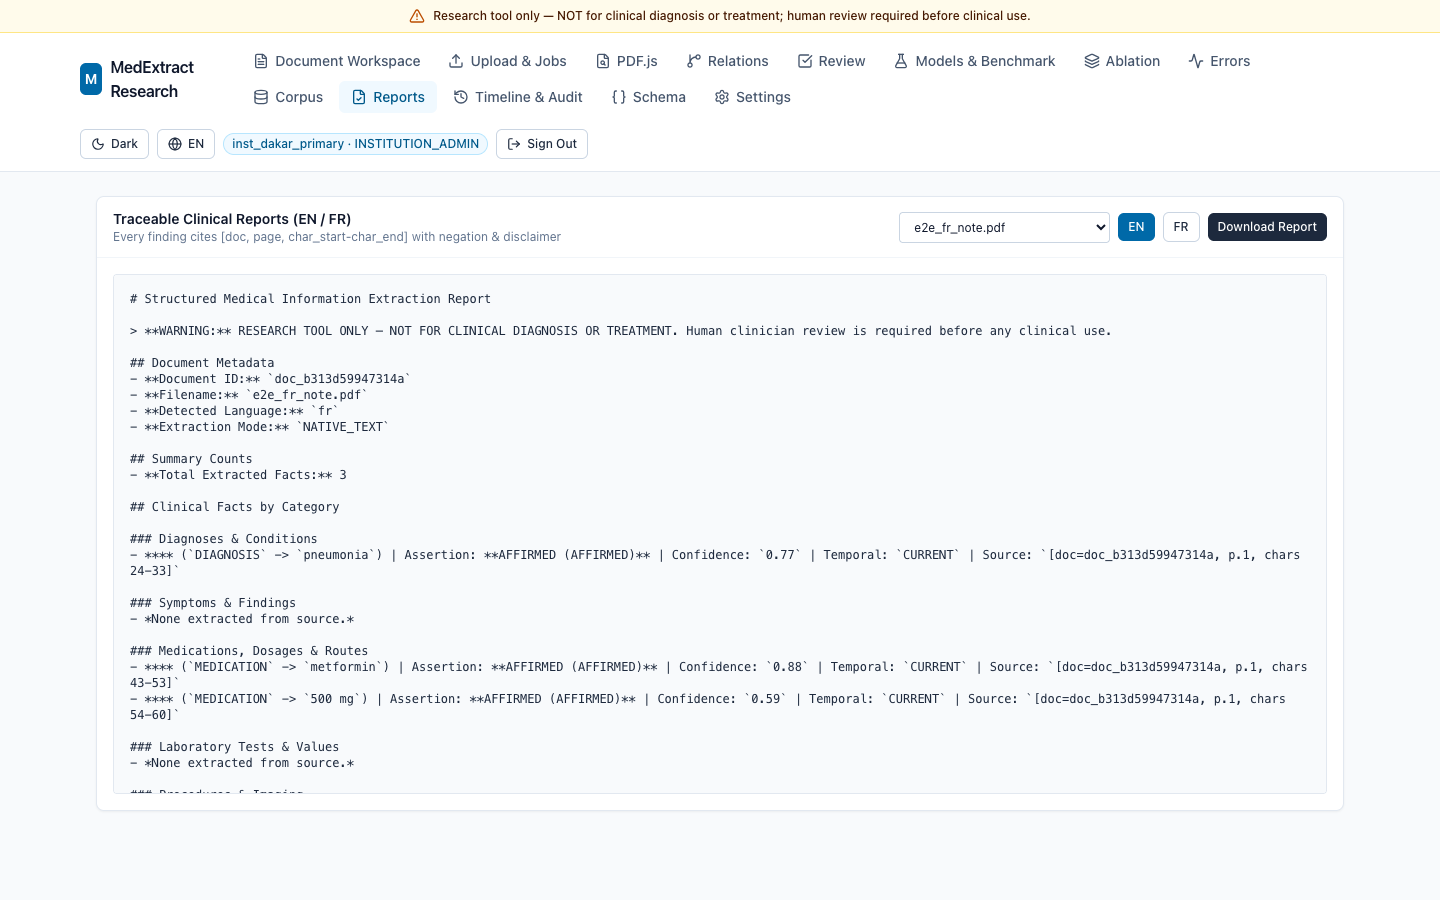 Research tool only — NOT for clinical diagnosis or treatment; human review required before clinical use.
M
MedExtract Research
Document Workspace
Upload & Jobs
PDF.js
Relations
Review
Models & Benchmark
Ablation
Errors
Corpus
Reports
Timeline & Audit
Schema
Settings
Dark
EN
inst_dakar_primary · INSTITUTION_ADMIN
Sign Out
Traceable Clinical Reports (EN / FR)
Every finding cites [doc, page, char_start-char_end] with negation & disclaimer
e2e_fr_note.pdf
EN
FR
Download Report
# Structured Medical Information Extraction Report
> **WARNING:** RESEARCH TOOL ONLY — NOT FOR CLINICAL DIAGNOSIS OR TREATMENT. Human clinician review is required before any clinical use.
## Document Metadata
- **Document ID:** `doc_b313d59947314a`
- **Filename:** `e2e_fr_note.pdf`
- **Detected Language:** `fr`
- **Extraction Mode:** `NATIVE_TEXT`
## Summary Counts
- **Total Extracted Facts:** 3
## Clinical Facts by Category
### Diagnoses & Conditions
- **** (`DIAGNOSIS` -> `pneumonia`) | Assertion: **AFFIRMED (AFFIRMED)** | Confidence: `0.77` | Temporal: `CURRENT` | Source: `[doc=doc_b313d59947314a, p.1, chars
24-33]`
### Symptoms & Findings
- *None extracted from source.*
### Medications, Dosages & Routes
- **** (`MEDICATION` -> `metformin`) | Assertion: **AFFIRMED (AFFIRMED)** | Confidence: `0.88` | Temporal: `CURRENT` | Source: `[doc=doc_b313d59947314a, p.1, chars
43-53]`
- **** (`MEDICATION` -> `500 mg`) | Assertion: **AFFIRMED (AFFIRMED)** | Confidence: `0.59` | Temporal: `CURRENT` | Source: `[doc=doc_b313d59947314a, p.1, chars
54-60]`
### Laboratory Tests & Values
- *None extracted from source.*
### Procedures & Imaging